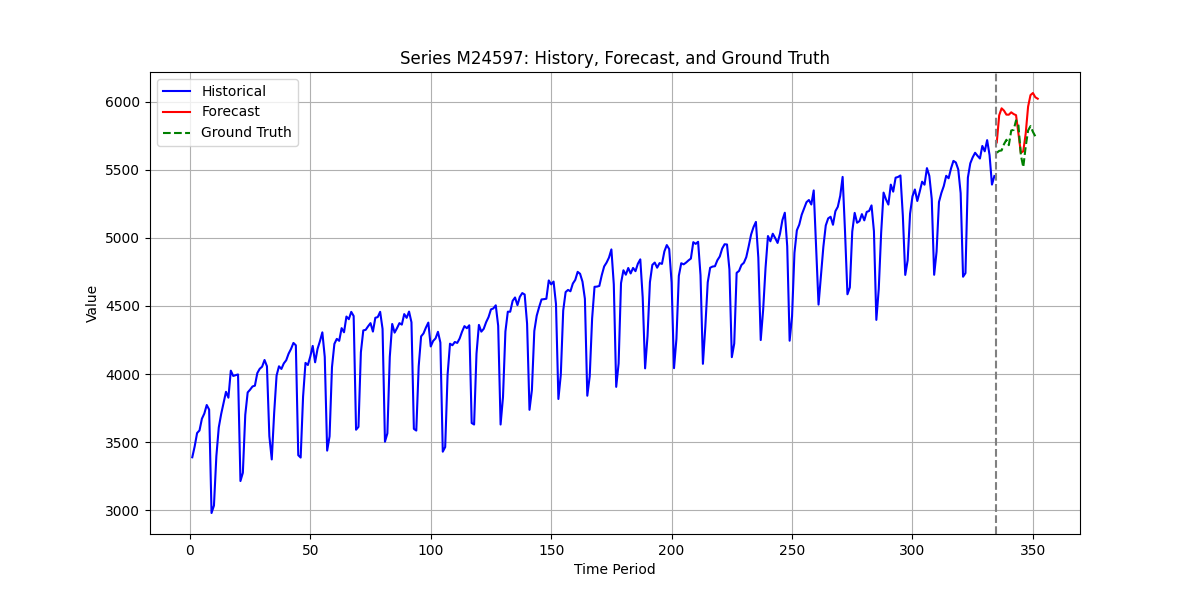 Series M24597: History, Forecast, and Ground Truth
Historical
Forecast
Ground Truth
6000
5500
5000
4500
4000
3500
3000
Value
0 50 100 150 200 250 300 350
Time Period